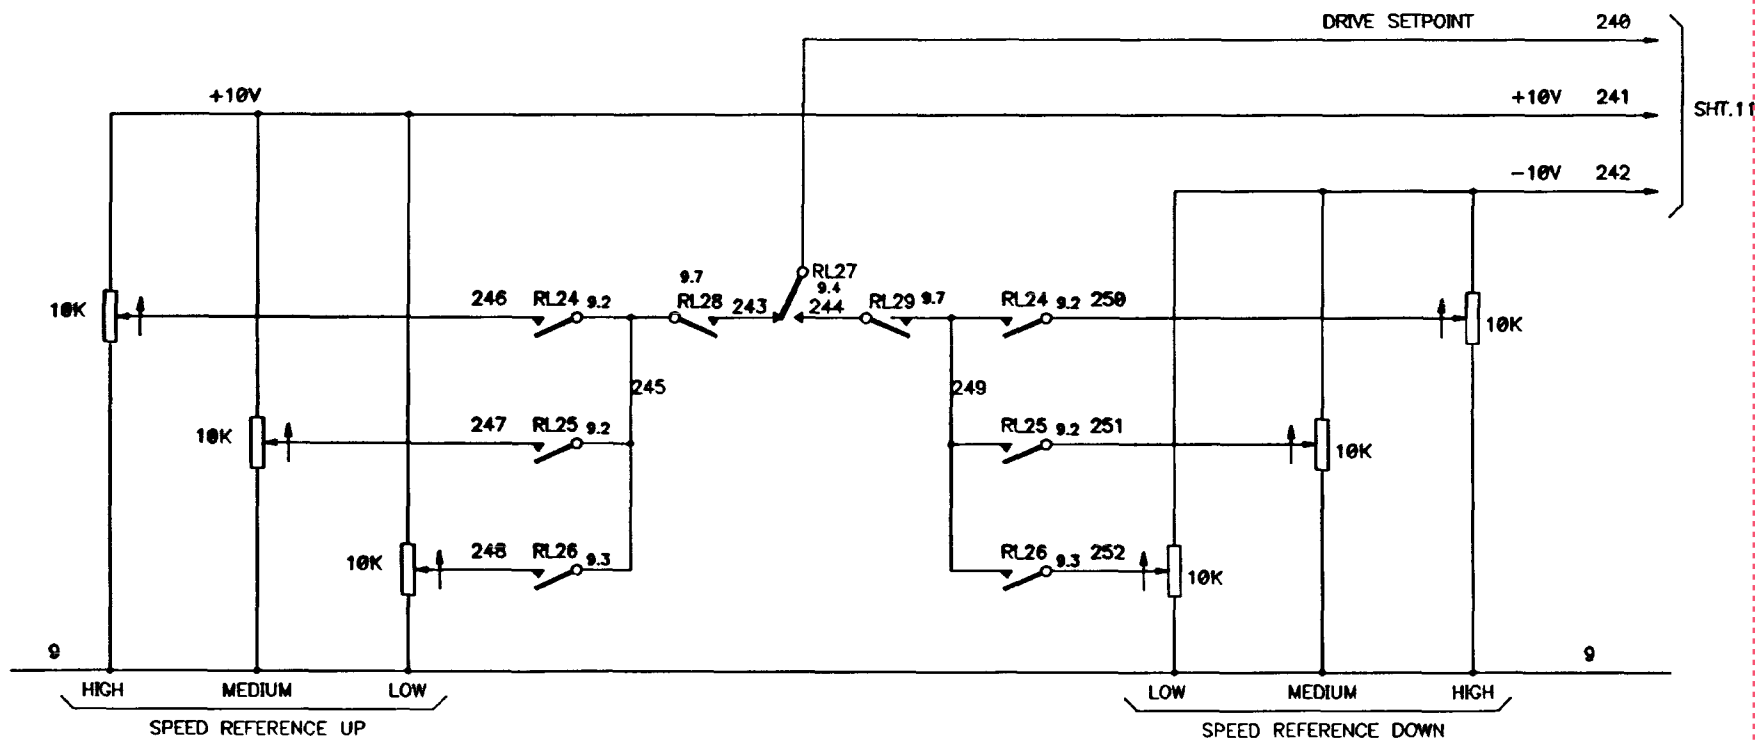 DRIVE SETPOINT 240
+10V +10V 241
SHT.11
-10V 242
RL27
9.7 9.4
10K 246 RL24 9.2 RL28 243 244 RL29 9.7 RL24 9.2 250 10K
245 249
10K 247 RL25 9.2 RL25 9.2 251 10K
10K 248 RL26 9.3 RL26 9.3 252 10K
9 9
HIGH MEDIUM LOW LOW MEDIUM HIGH
SPEED REFERENCE UP SPEED REFERENCE DOWN